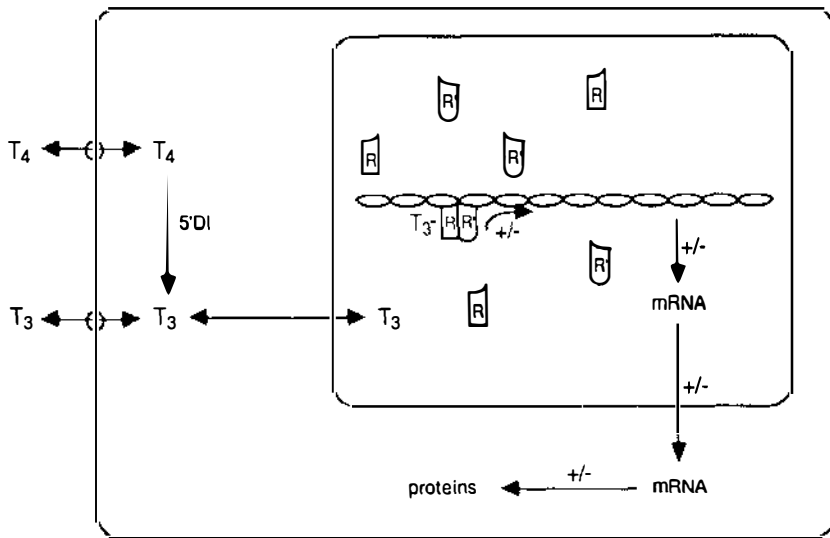 R'
R
R
R'
T₄ T₄
T₃- R R' +/-
5'DI
R' +/-
T₃ T₃ T₃ R mRNA
+/-
proteins +/- mRNA